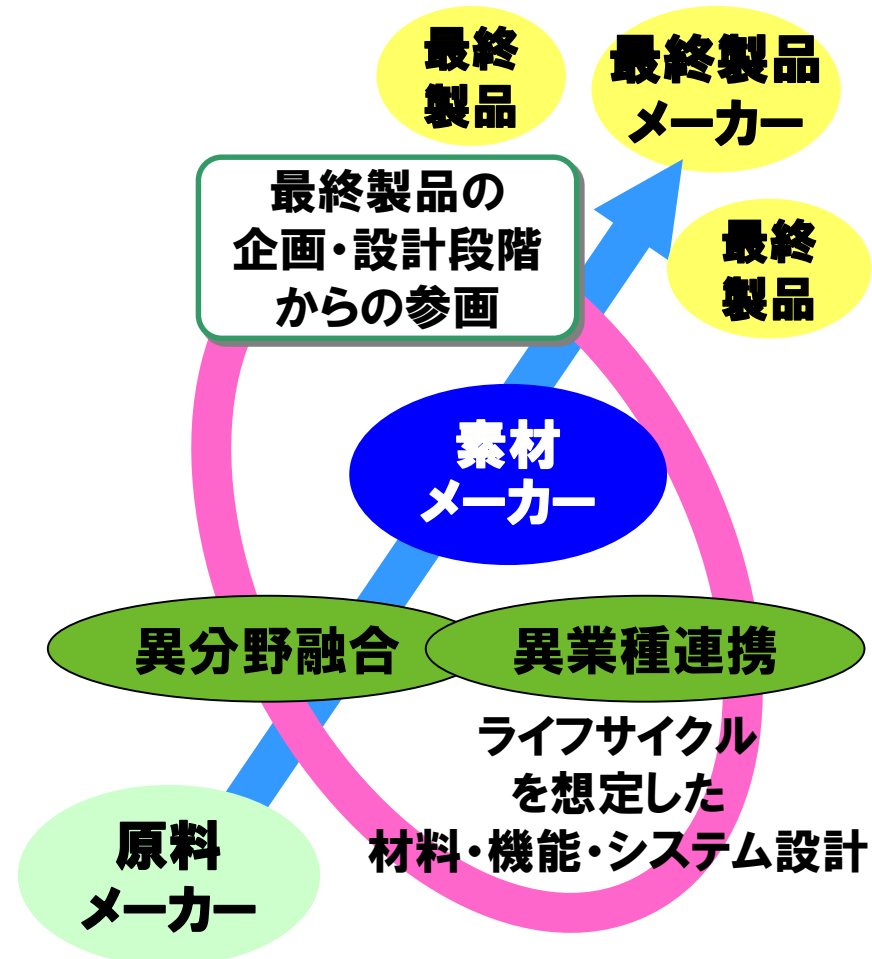 最終
製品
最終製品
メーカー
最終製品の
企画・設計段階
からの参画
最終
製品
素材
メーカー
異分野融合
異業種連携
ライフサイクル
を想定した
材料・機能・システム設計
原料
メーカー